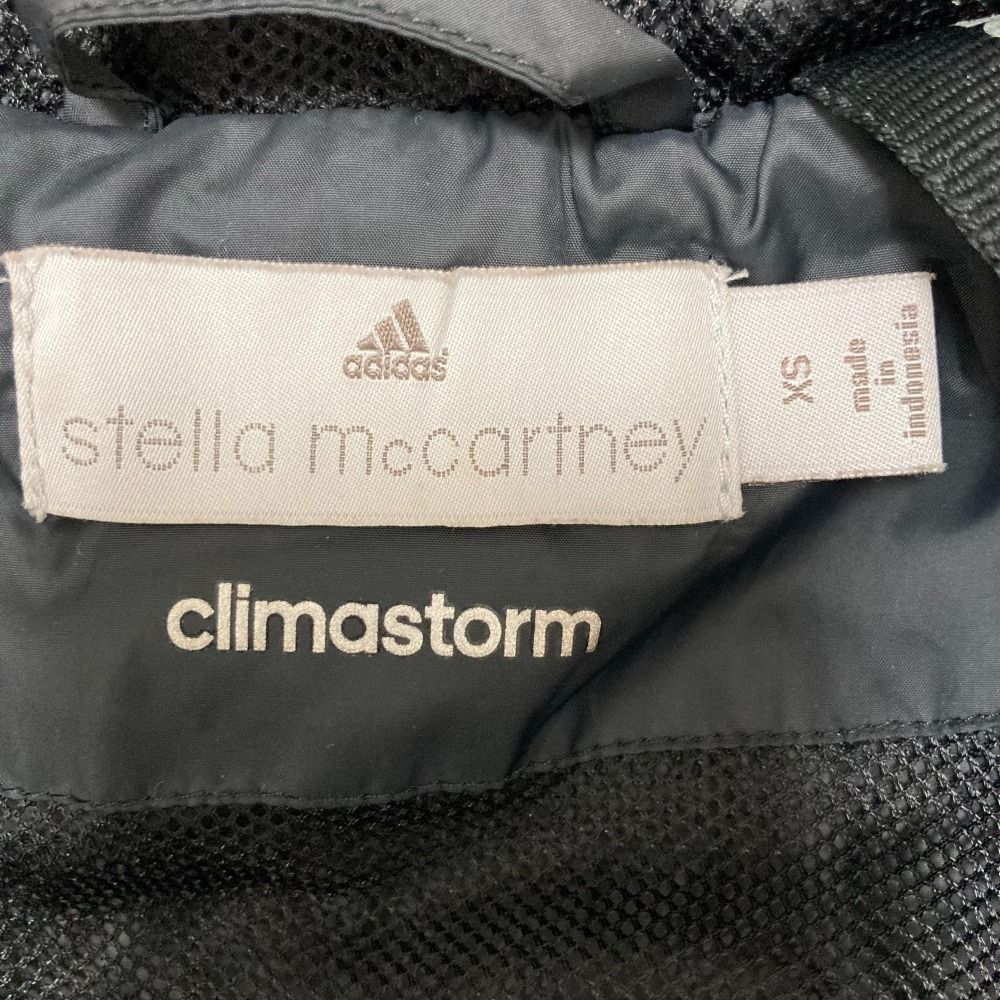 adidas
stella mccartney
XS
made
in
indonesia
climastorm